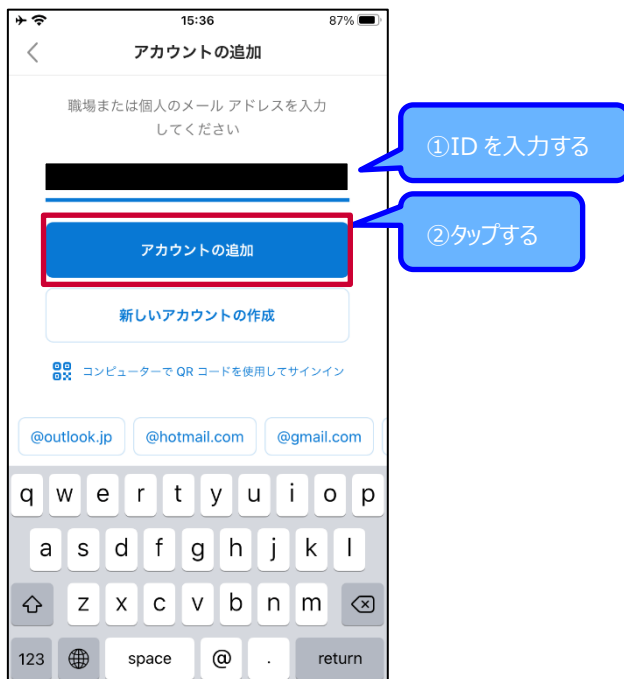 15:36
87%
アカウントの追加
職場または個人のメール アドレスを入力
してください
①ID を入力する
アカウントの追加
②タップする
新しいアカウントの作成
コンピューターで QR コードを使用してサインイン
@outlook.jp @hotmail.com @gmail.com
q w e r t y u i o p
a s d f g h j k l
z x c v b n m
123 space @ . return